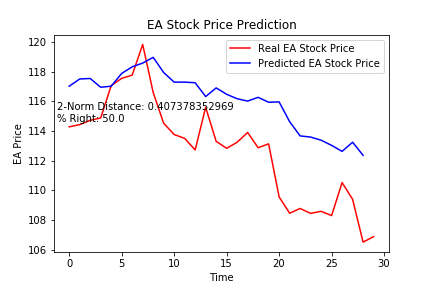 EA Stock Price Prediction
120
118
116
114
112
110
108
106
EA Price
Real EA Stock Price
Predicted EA Stock Price
2-Norm Distance: 0.407378352969
% Right: 50.0
0
5
10
15
20
25
30
Time